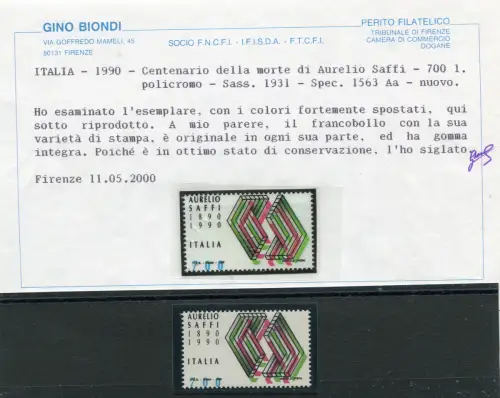 GINO BIONDI
VIA GOFFREDO MAMELI, 45
50131 FIRENZE
SOCIO F.N.C.F.I. - I.F.I.S.D.A. - F.T.C.F.I.
PERITO FILATELICO
TRIBUNALE DI FIRENZE
CAMERA DI COMMERCIO
DOGANE
ITALIA - 1990 - Centenario della morte di Aurelio Saffi - 700 l.
policromo - Sass. 1931 - Spec. 1563 Aa - nuovo.
Ho esaminato l'esemplare, con i colori fortemente spostati, qui
sotto riprodotto. A mio parere, il francobollo con la sua
varietà di stampa, è originale in ogni sua parte, ed ha gomma
integra. Poiché è in ottimo stato di conservazione, l'ho siglato
Firenze 11.05.2000
AURELIO
SAFFI
1890
1990
ITALIA
700
AURELIO
SAFFI
1890
1990
ITALIA
700